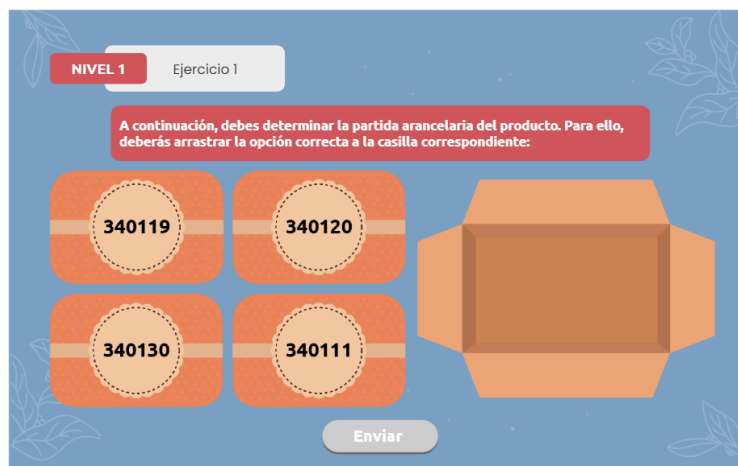 NIVEL 1
Ejercicio 1
A continuación, debes determinar la partida arancelaria del producto. Para ello,
deberás arrastrar la opción correcta a la casilla correspondiente:
340119
340120
340130
340111
Enviar